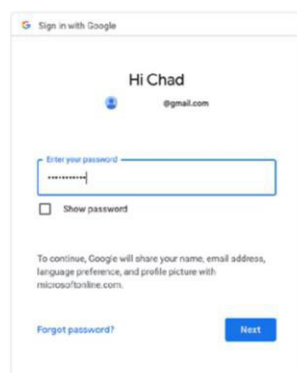 Sign in with Google
Hi Chad
@gmail.com
Enter your password
Show password
To continue, Google will share your name, email address,
language preference, and profile picture with
microsoftonline.com.
Forgot password?
Next